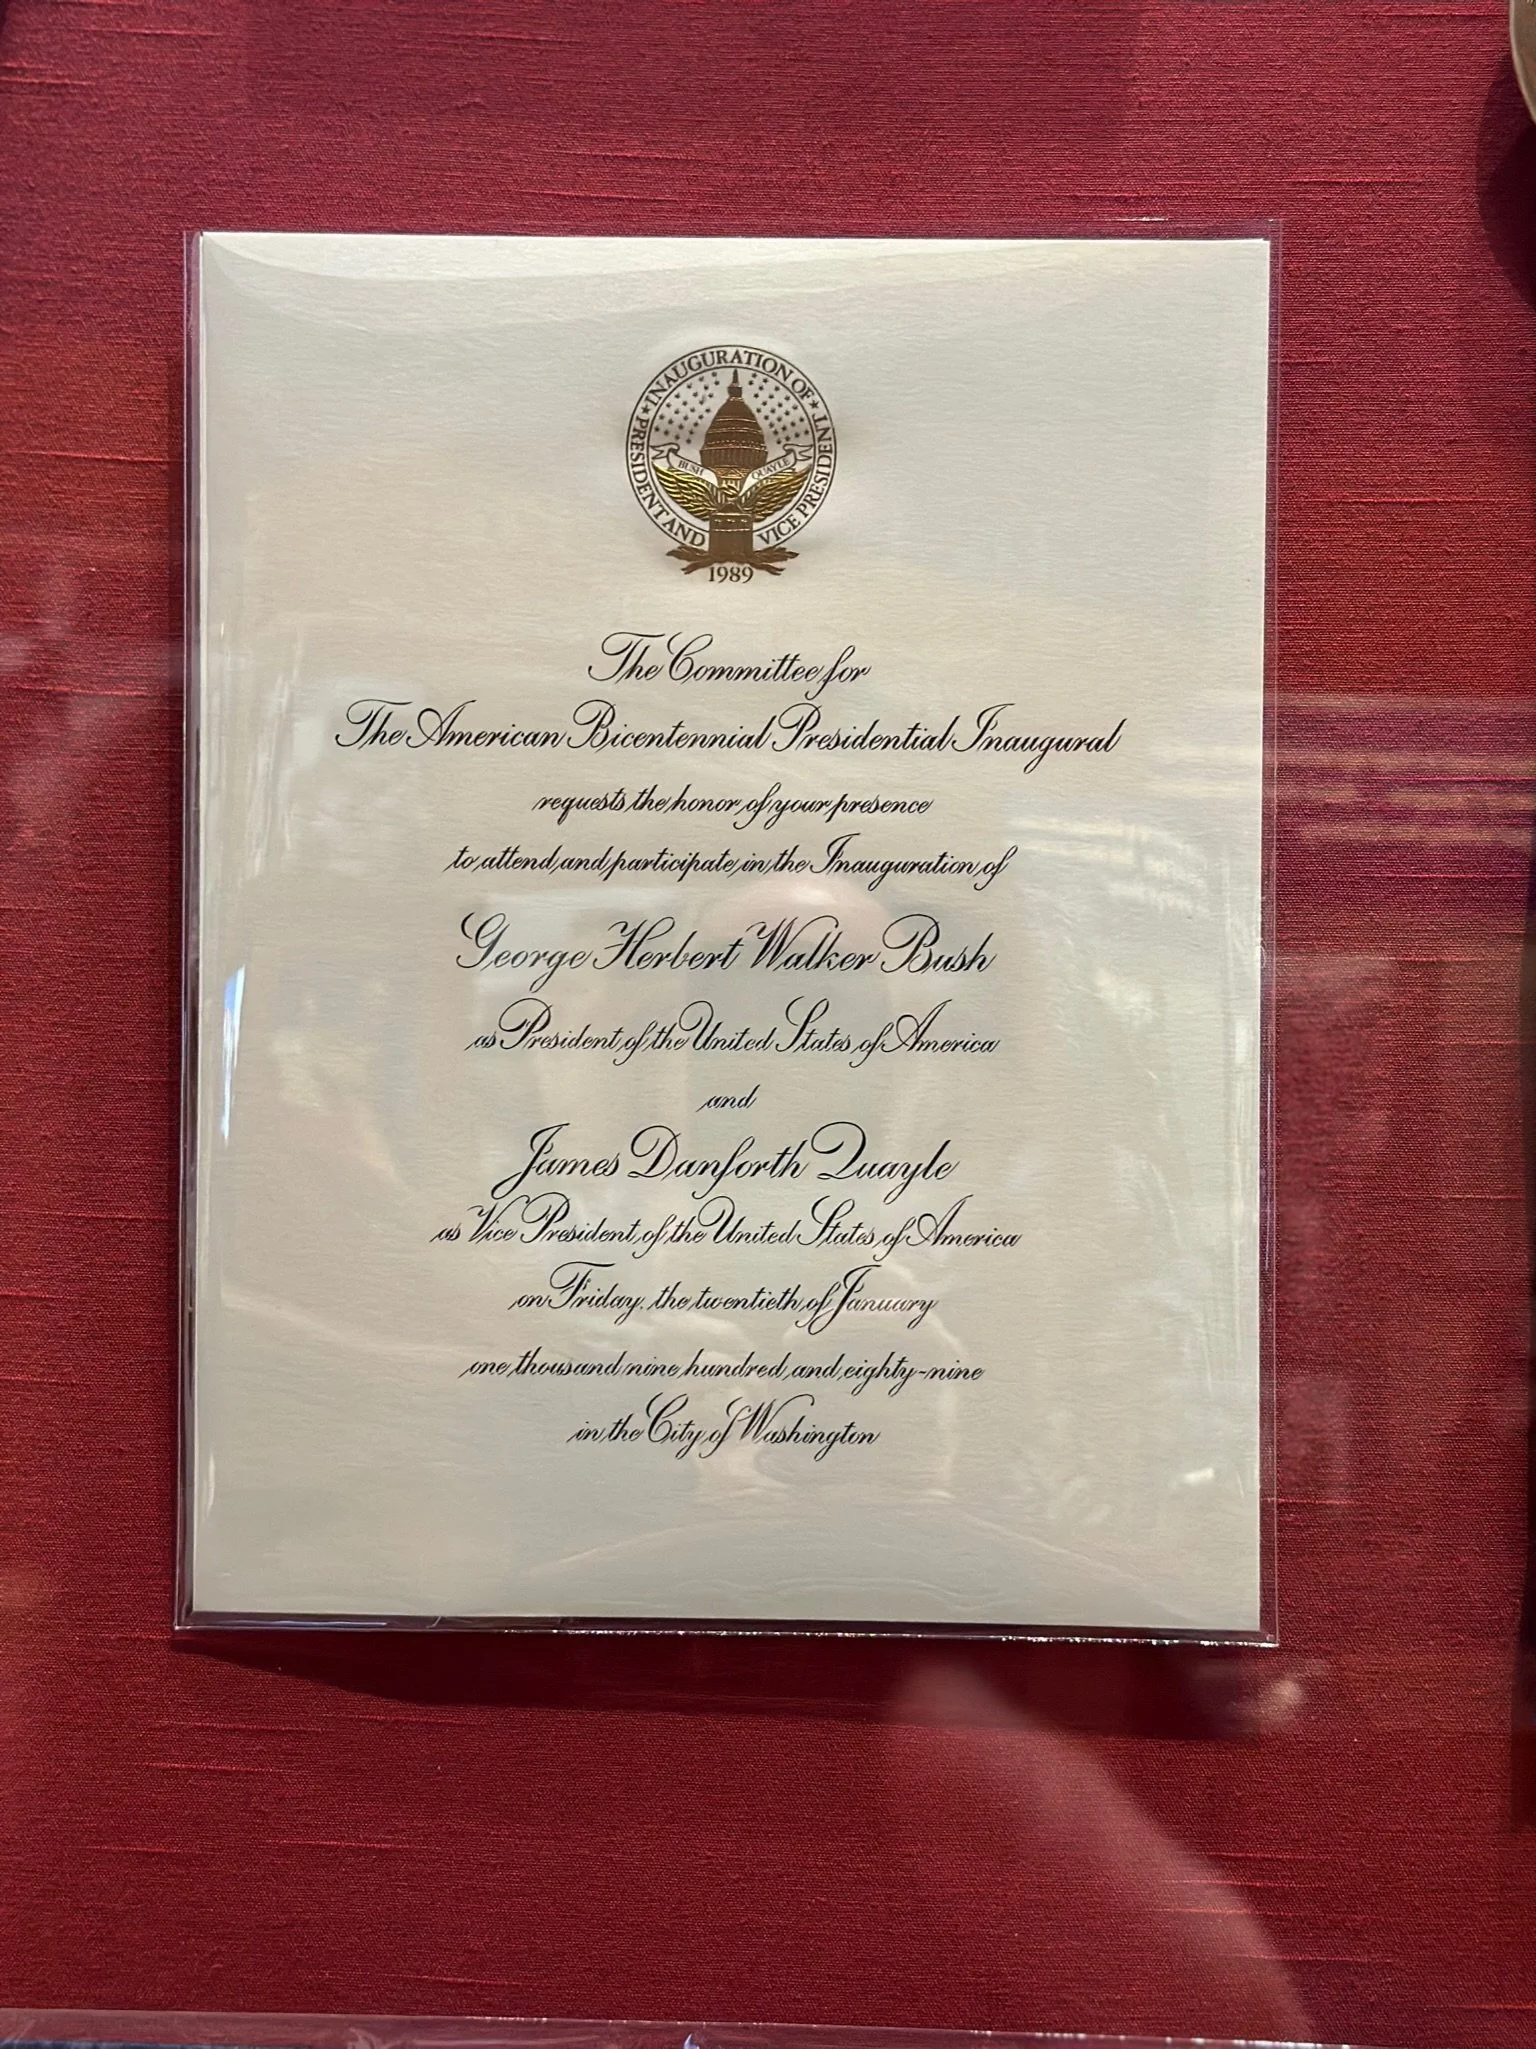 INAUGURATION OF
PRESIDENT AND VICE PRESIDENT
BUSH QUAYLE
1989
The Committee for
The American Bicentennial Presidential Inaugural
requests the honor of your presence
to attend and participate in the Inauguration of
George Herbert Walker Bush
as President of the United States of America
and
James Danforth Quayle
as Vice President of the United States of America
on Friday, the twentieth of January
one thousand nine hundred and eighty-nine
in the City of Washington